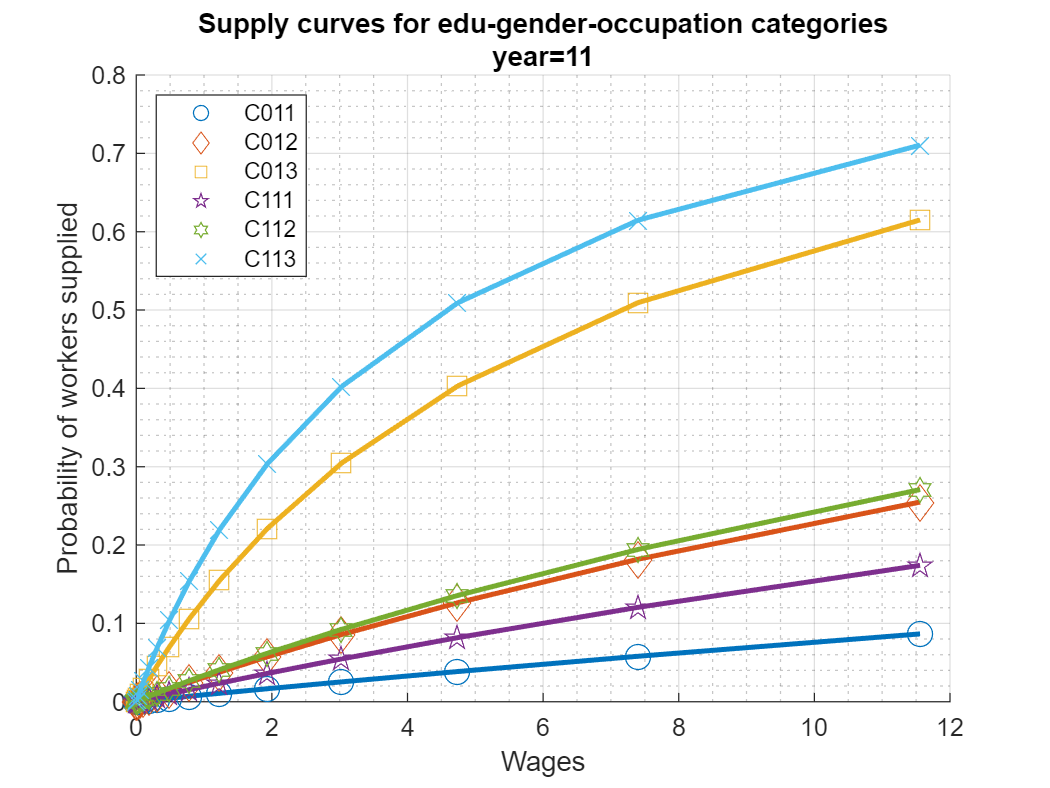 Supply curves for edu-gender-occupation categories
year=11
Probability of workers supplied
0.8
0.7
0.6
0.5
0.4
0.3
0.2
0.1
0
C011
C012
C013
C111
C112
C113
0 2 4 6 8 10 12
Wages